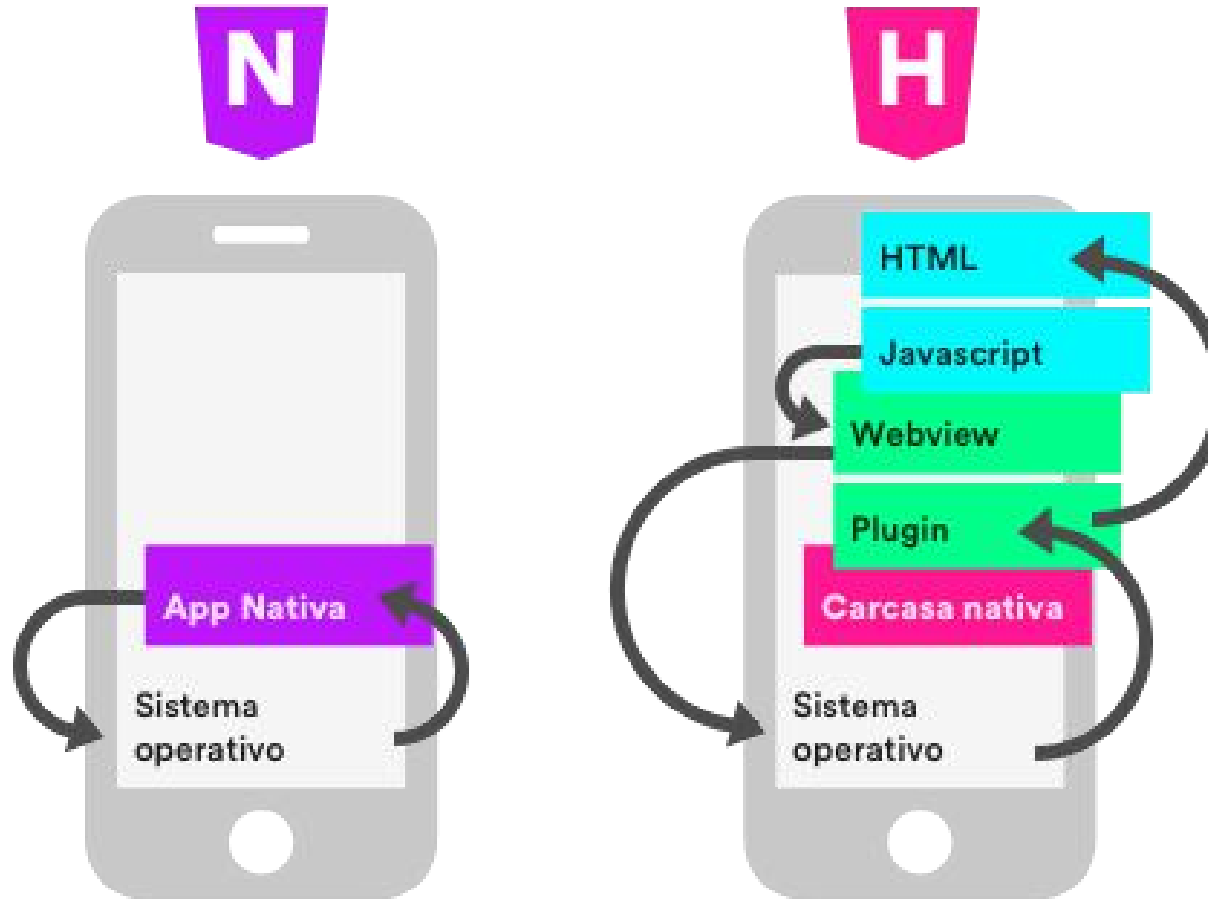 N
App Nativa
Sistema
operativo
H
HTML
Javascript
Webview
Plugin
Carcasa nativa
Sistema
operativo